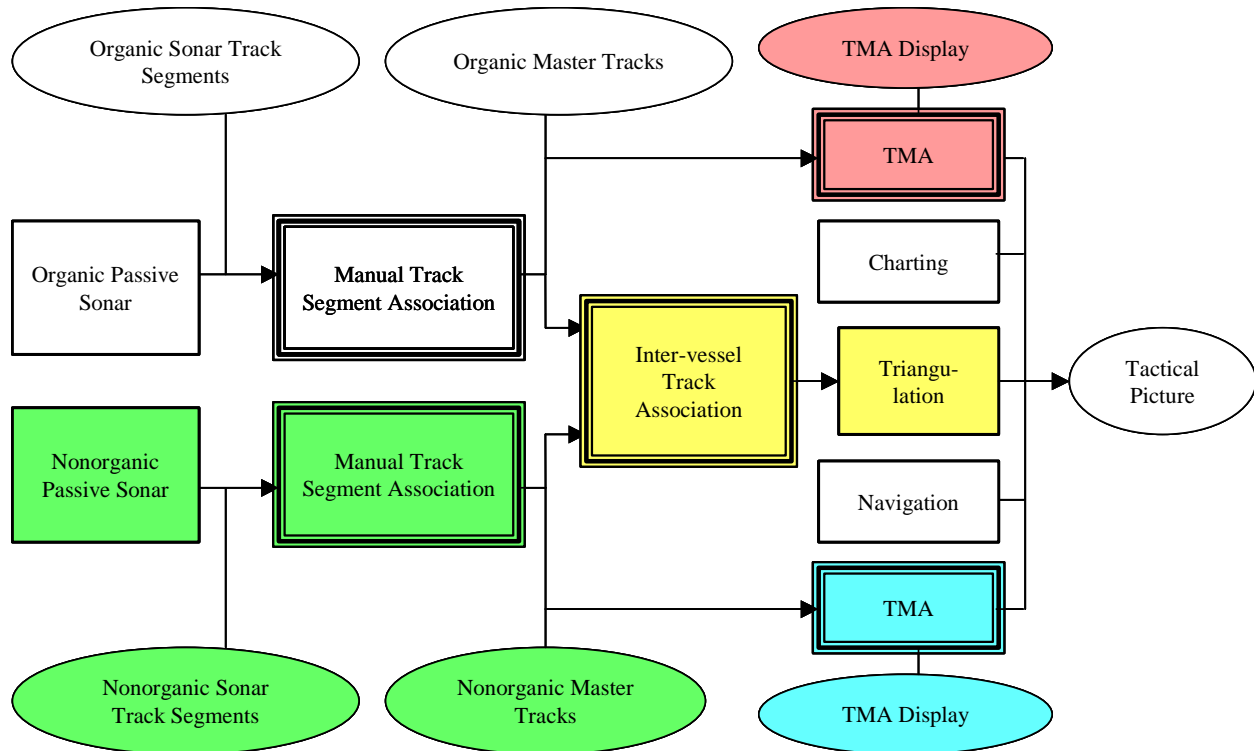 Organic Sonar Track
Segments
Organic Master Tracks
TMA Display
TMA
Organic Passive
Sonar
Manual Track
Segment Association
Charting
Inter-vessel
Track
Association
Triangu-
lation
Tactical
Picture
Nonorganic
Passive Sonar
Manual Track
Segment Association
Navigation
TMA
Nonorganic Sonar
Track Segments
Nonorganic Master
Tracks
TMA Display